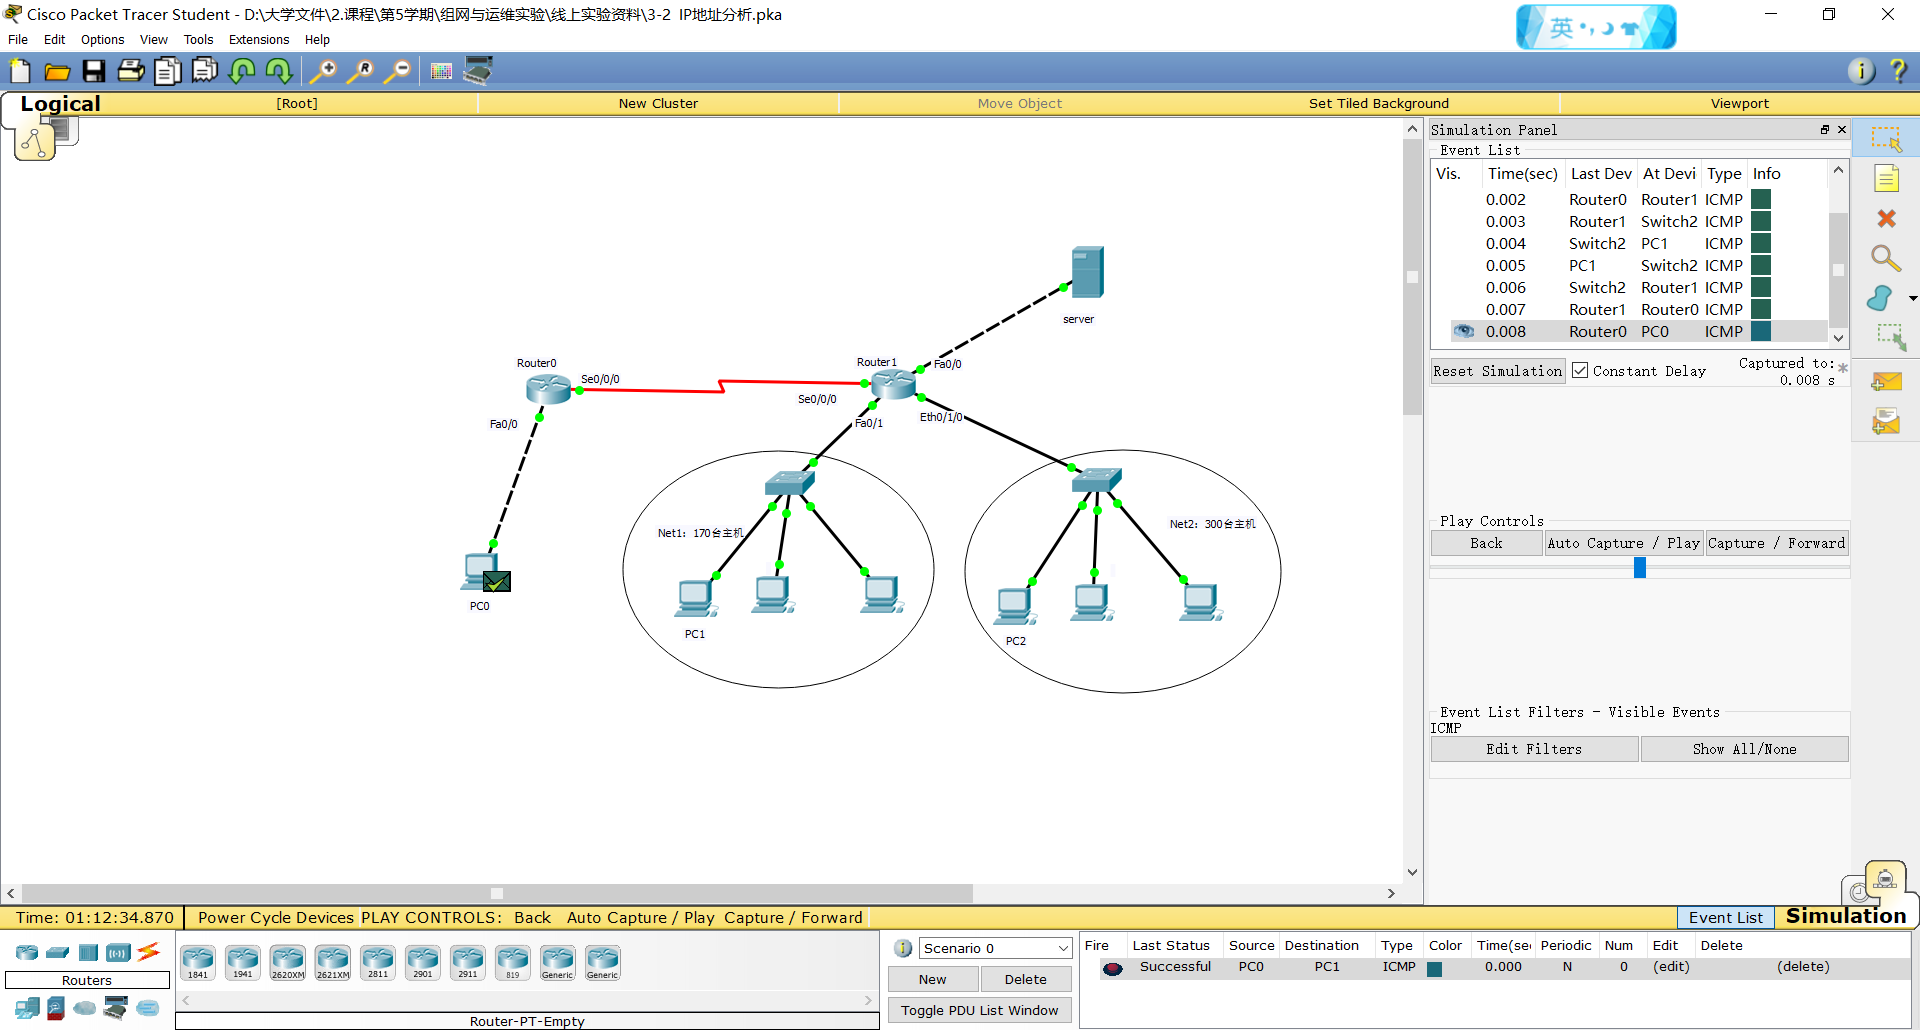 Cisco Packet Tracer Student - D:\大学文件\2.课程\第5学期\组网与运维实验\线上实验资料\3-2 IP地址分析.pka
英
File Edit Options View Tools Extensions Help
Logical [Root] New Cluster Move Object Set Tiled Background Viewport
Simulation Panel
Event List
Vis. Time(sec) Last Dev At Devi Type Info
0.002 Router0 Router1 ICMP
0.003 Router1 Switch2 ICMP
0.004 Switch2 PC1 ICMP
0.005 PC1 Switch2 ICMP
0.006 Switch2 Router1 ICMP
0.007 Router1 Router0 ICMP
0.008 Router0 PC0 ICMP
Reset Simulation Constant Delay Captured to:
0.008 s
*
Play Controls
Back Auto Capture / Play Capture / Forward
Event List Filters - Visible Events
ICMP
Edit Filters Show All/None
server
Router0
Router1
Fa0/0
Se0/0/0
Se0/0/0
Fa0/0
Fa0/1
Eth0/1/0
Net1：170台主机
Net2：300台主机
PC0
PC1
PC2
Time: 01:12:34.870 Power Cycle Devices PLAY CONTROLS: Back Auto Capture / Play Capture / Forward
Event List Simulation
Routers
1841 1941 2620XM 2621XM 2811 2901 2911 819 Generic Generic
Router-PT-Empty
Scenario 0
New Delete
Toggle PDU List Window
Fire Last Status Source Destination Type Color Time(sec Periodic Num Edit Delete
Successful PC0 PC1 ICMP 0.000 N 0 (edit) (delete)